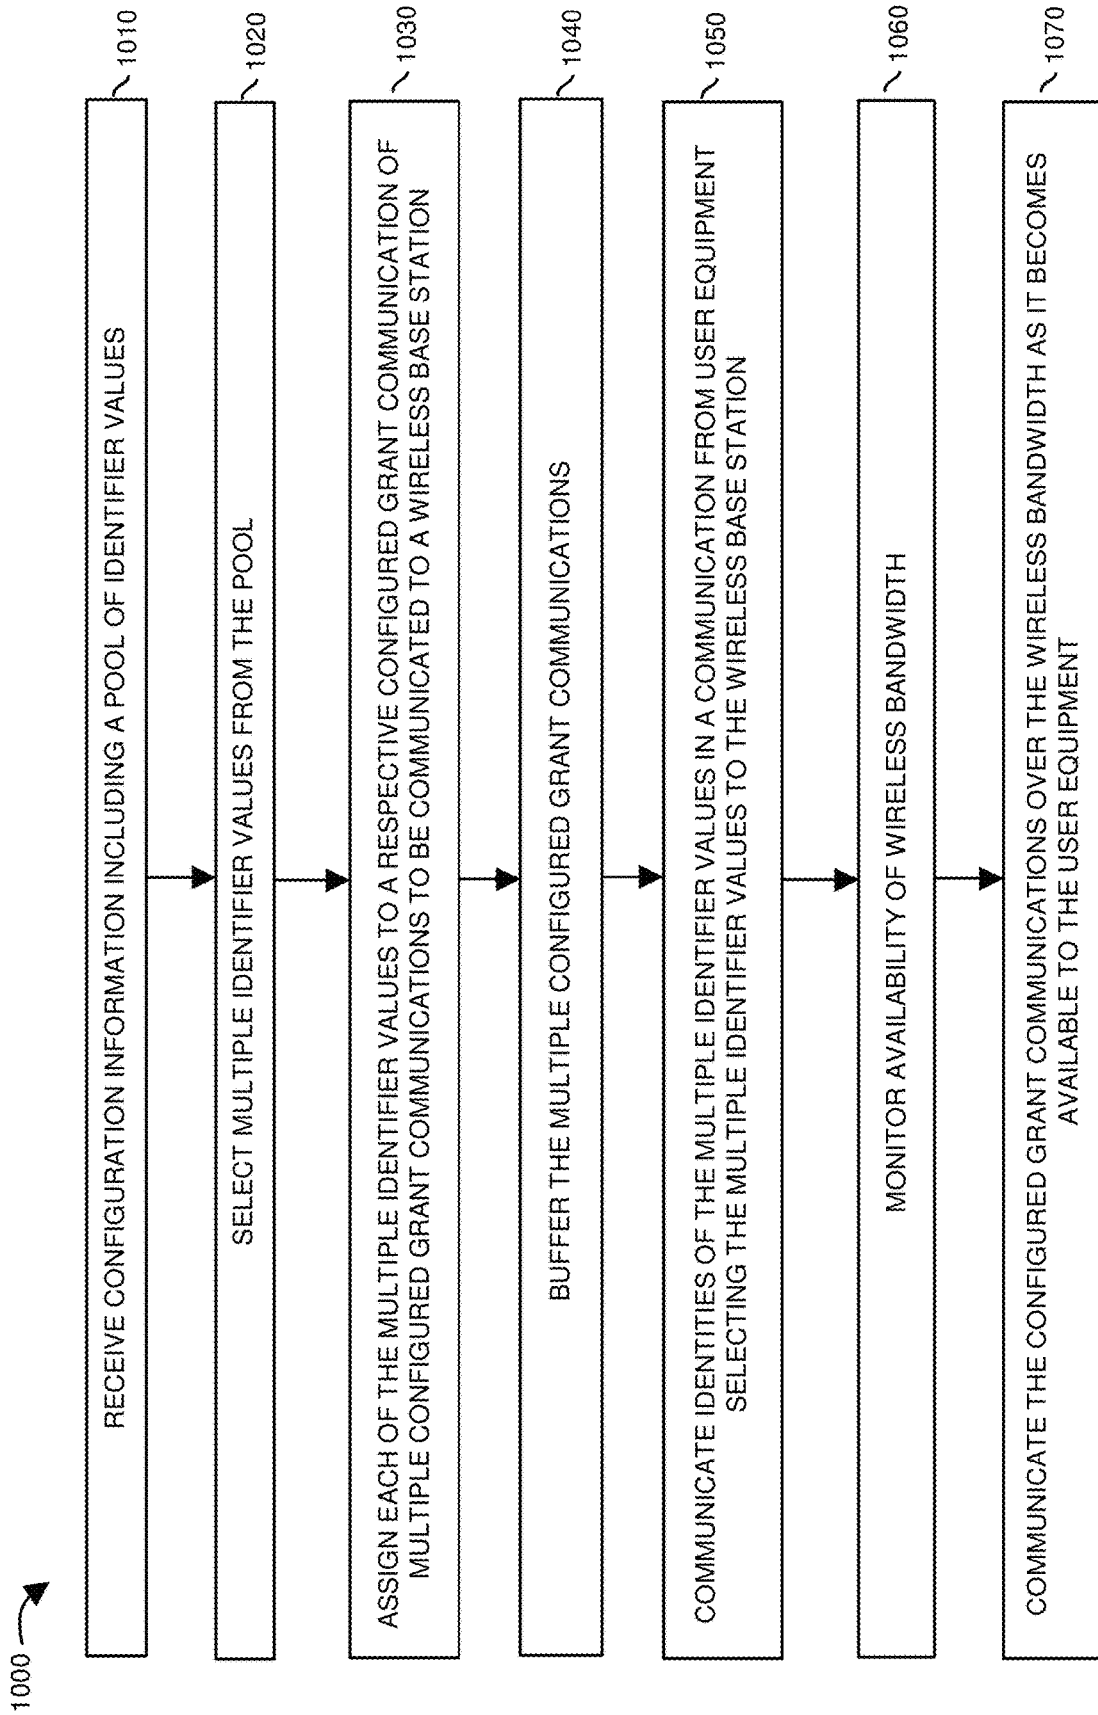 1000
RECEIVE CONFIGURATION INFORMATION INCLUDING A POOL OF IDENTIFIER VALUES
1010
SELECT MULTIPLE IDENTIFIER VALUES FROM THE POOL
1020
ASSIGN EACH OF THE MULTIPLE IDENTIFIER VALUES TO A RESPECTIVE CONFIGURED GRANT COMMUNICATION OF
MULTIPLE CONFIGURED GRANT COMMUNICATIONS TO BE COMMUNICATED TO A WIRELESS BASE STATION
1030
BUFFER THE MULTIPLE CONFIGURED GRANT COMMUNICATIONS
1040
COMMUNICATE IDENTITIES OF THE MULTIPLE IDENTIFIER VALUES IN A COMMUNICATION FROM USER EQUIPMENT
SELECTING THE MULTIPLE IDENTIFIER VALUES TO THE WIRELESS BASE STATION
1050
MONITOR AVAILABILITY OF WIRELESS BANDWIDTH
1060
COMMUNICATE THE CONFIGURED GRANT COMMUNICATIONS OVER THE WIRELESS BANDWIDTH AS IT BECOMES
AVAILABLE TO THE USER EQUIPMENT
1070